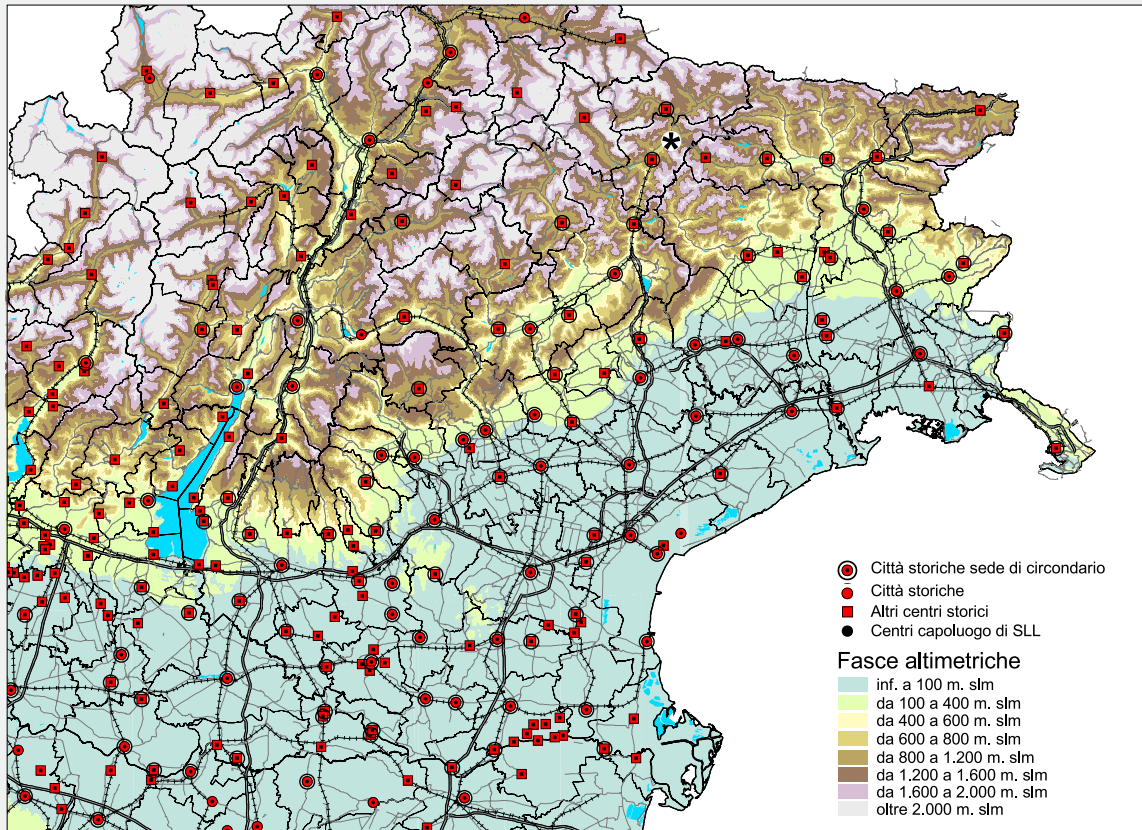 *
Città storiche sede di circondario
Città storiche
Altri centri storici
Centri capoluogo di SLL
Fasce altimetriche
inf. a 100 m. slm
da 100 a 400 m. slm
da 400 a 600 m. slm
da 600 a 800 m. slm
da 800 a 1.200 m. slm
da 1.200 a 1.600 m. slm
da 1.600 a 2.000 m. slm
oltre 2.000 m. slm